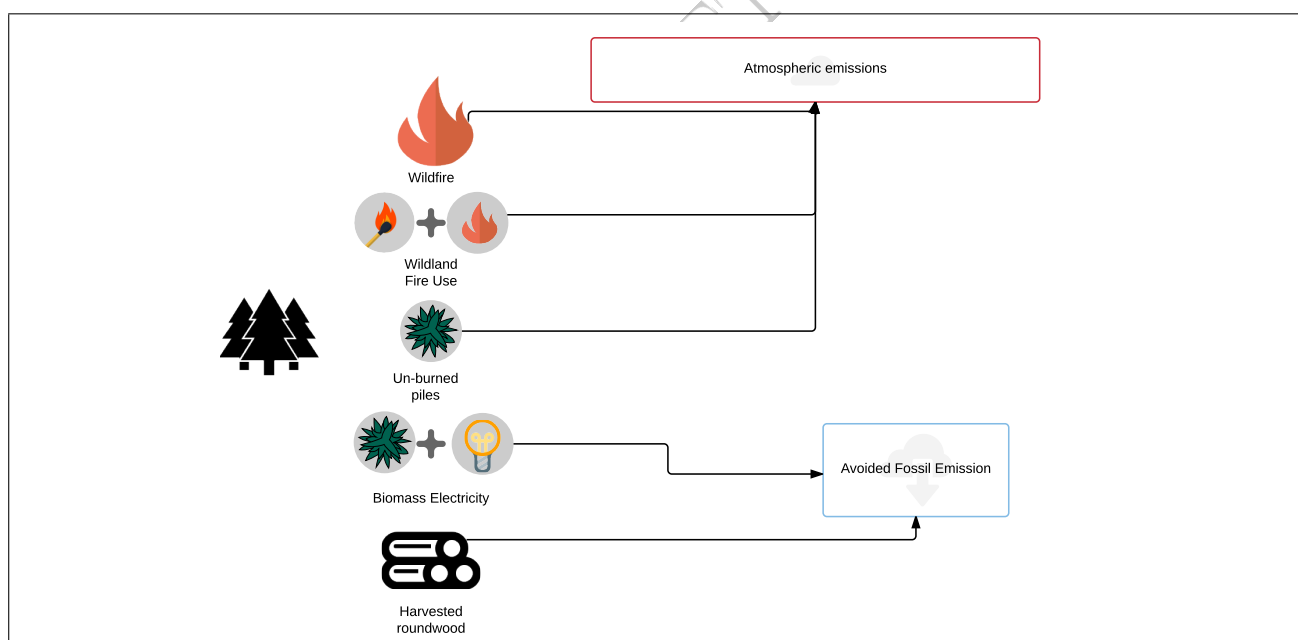 Atmospheric emissions
Wildfire
Wildland
Fire Use
Un-burned
piles
Avoided Fossil Emission
Biomass Electricity
Harvested
roundwood